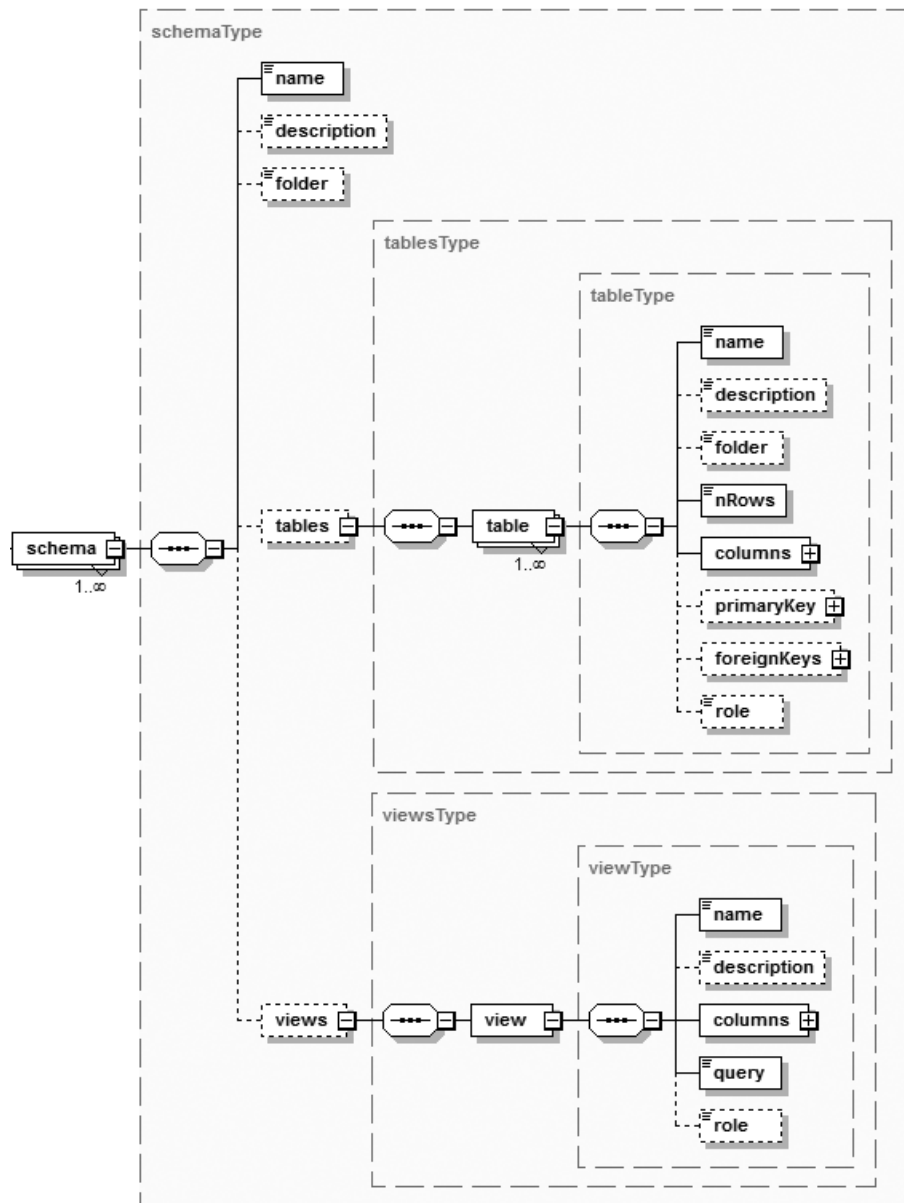 schemaType
name
description
folder
tablesType
tableType
name
description
folder
nRows
schema
1..∞
tables
table
1..∞
columns
primaryKey
foreignKeys
role
viewsType
viewType
name
description
views
view
columns
query
role